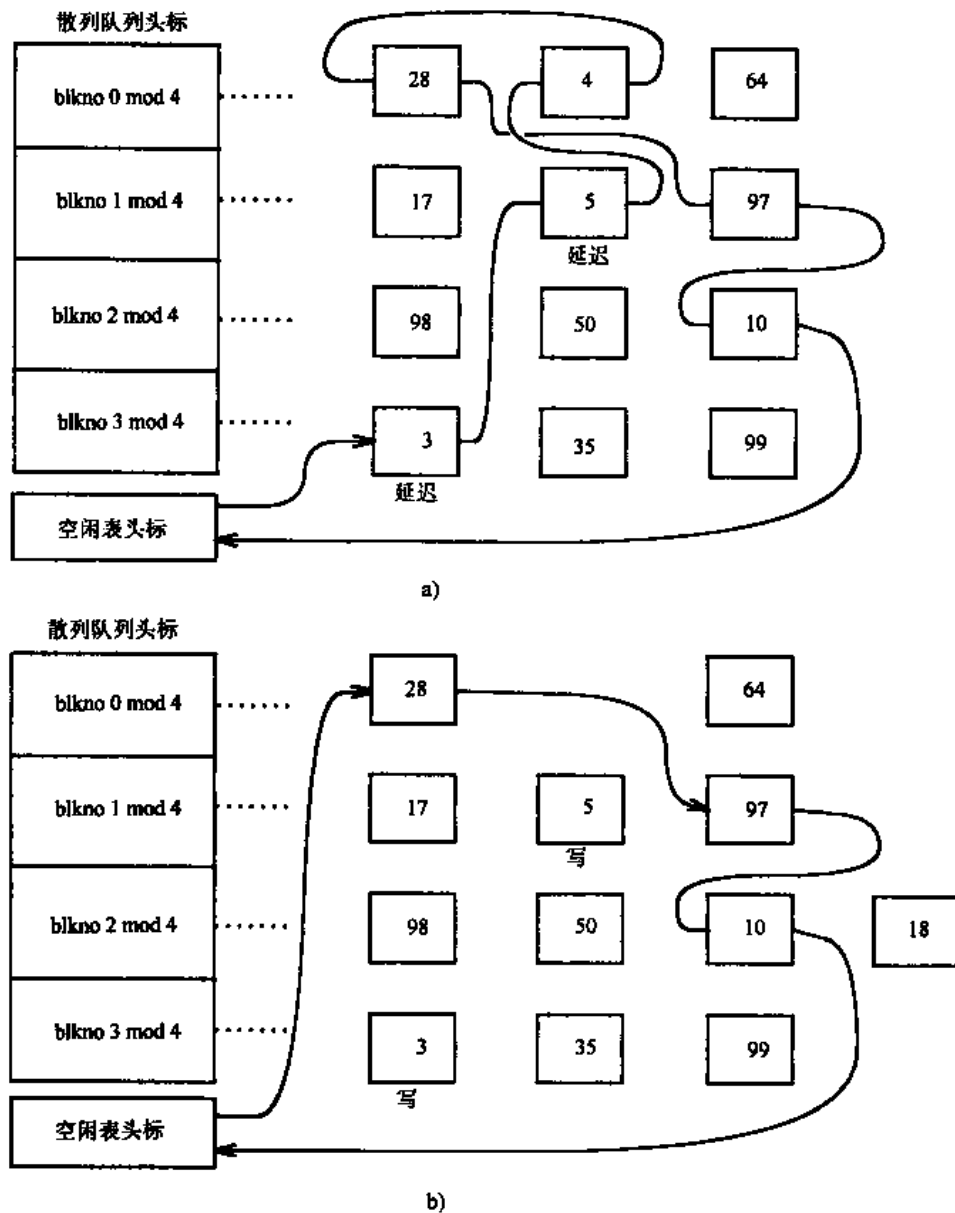 散列队列头标
blkno 0 mod 4 28 4 64
blkno 1 mod 4 17 5 97
延迟
blkno 2 mod 4 98 50 10
blkno 3 mod 4 3 35 99
延迟
空闲表头标
a)
散列队列头标
blkno 0 mod 4 28 64
blkno 1 mod 4 17 5 97
写
blkno 2 mod 4 98 50 10 18
blkno 3 mod 4 3 35 99
写
空闲表头标
b)